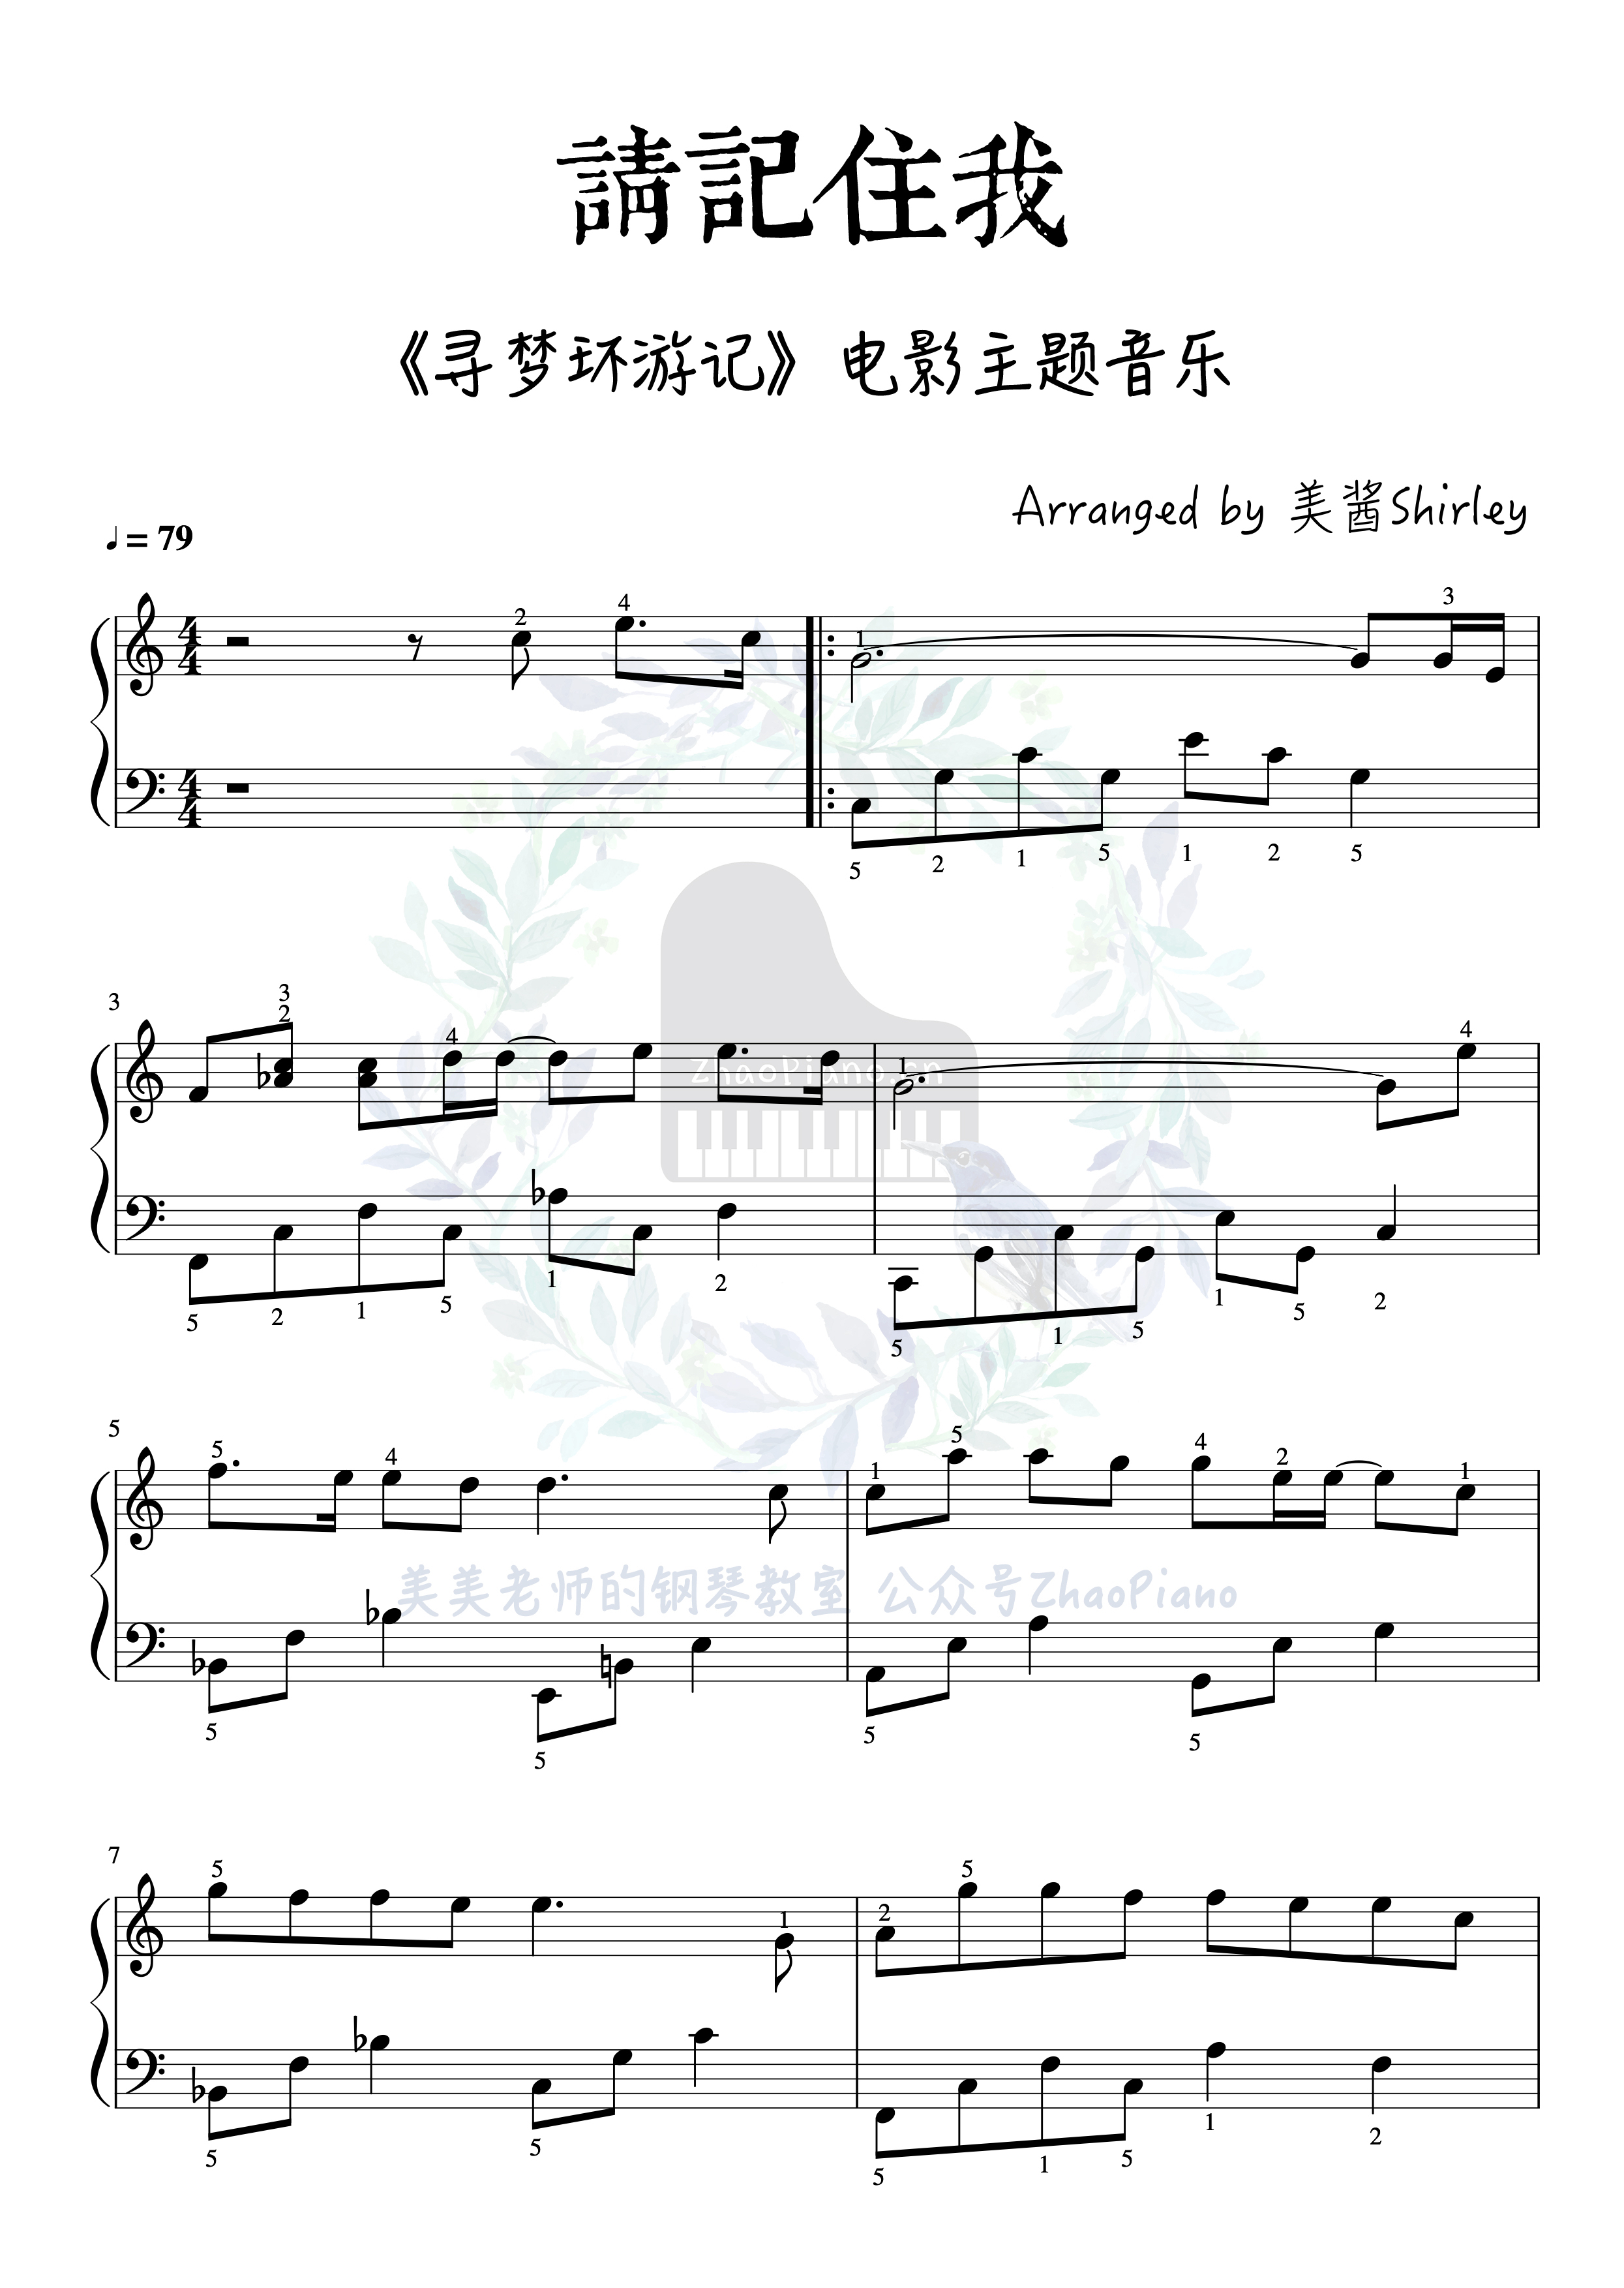 請記住我
《寻梦环游记》电影主题音乐
Arranged by 美酱Shirley
♩= 79
2 4 1 3
4 4
4 4
5 2 1 5 1 2 5
3
3
2 4 1 4
ZhaoPiano.cn
5 2 1 5 1 2 5 1 5 1 5 2
5
5 4 1 5 4 2 1
美美老师的钢琴教室 公众号ZhaoPiano
5 5 5 5
7
5 1 2 5
5 5 5 1 5 1 2